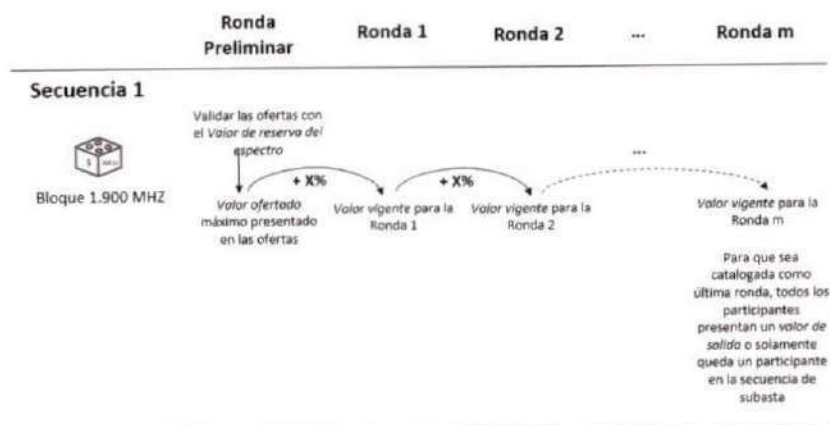 Ronda
Preliminar
Ronda 1
Ronda 2
...
Ronda m
Secuencia 1
Validar las ofertas con
el Valor de reserva del
espectro
Bloque 1.900 MHZ
+ X%
+ X%
...
Valor ofertado
máximo presentado
en las ofertas
Valor vigente para la
Ronda 1
Valor vigente para la
Ronda 2
Valor vigente para la
Ronda m
Para que sea
catalogada como
última ronda, todos los
participantes
presentan un valor de
salida o solamente
queda un participante
en la secuencia de
subasta